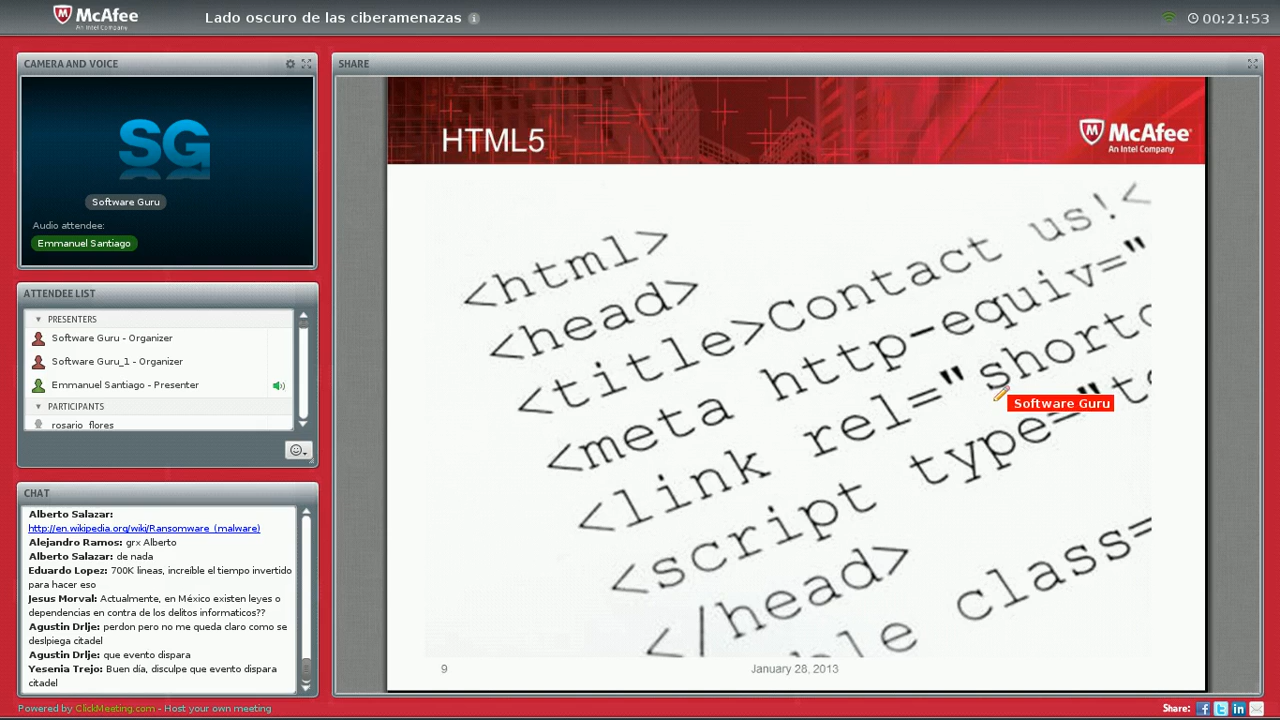 McAfee
An Intel Company
Lado oscuro de las ciberamenazas
00:21:53
CAMERA AND VOICE
SG
Software Guru
Audio attendee:
Emmanuel Santiago
ATTENDEE LIST
PRESENTERS
Software Guru - Organizer
Software Guru_1 - Organizer
Emmanuel Santiago - Presenter
PARTICIPANTS
rosario_flores
CHAT
Alberto Salazar:
http://en.wikipedia.org/wiki/Ransomware_(malware)
Alejandro Ramos: grx Alberto
Alberto Salazar: de nada
Eduardo Lopez: 700K lineas, increible el tiempo invertido
para hacer eso
Jesus Morval: Actualmente, en México existen leyes o
dependencias en contra de los delitos informaticos??
Agustin Drlje: perdon pero no me queda claro como se
deslpiega citadel
Agustin Drlje: que evento dispara
Yesenia Trejo: Buen día, disculpe que evento dispara
citadel
SHARE
HTML5
McAfee
An Intel Company
<html>
<head>
<title>Contact us!<
<meta http-equiv="
<link rel="shortc
<script type="te
</head>
ble class=
Software Guru
9
January 28, 2013
Powered by ClickMeeting.com - Host your own meeting
Share: